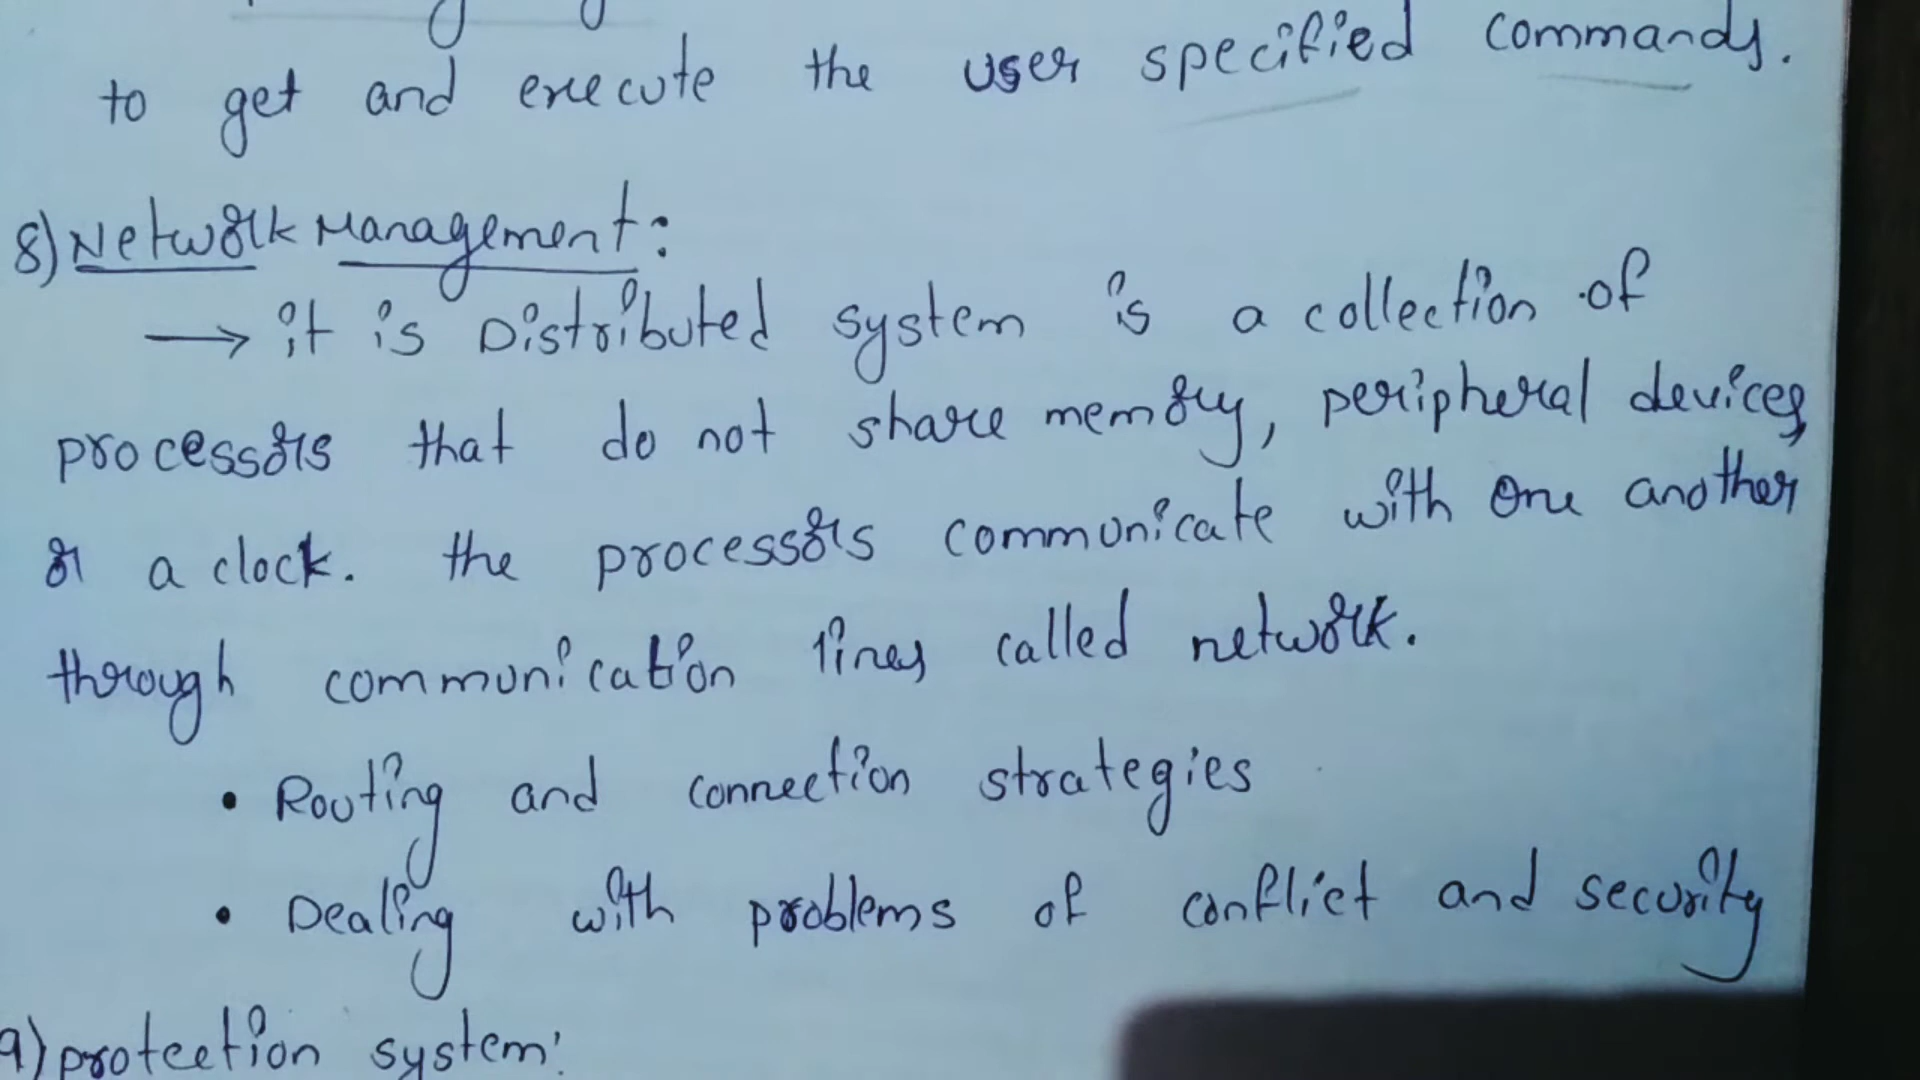 to get and execute the user specified commands.
8) Network Management:
→ it is Distributed system is a collection of
processors that do not share memory, peripheral devices,
or a clock. the processors communicate with one another
through communication lines called network.
• Routing and connection strategies
• Dealing with problems of conflict and security
9) protection system: